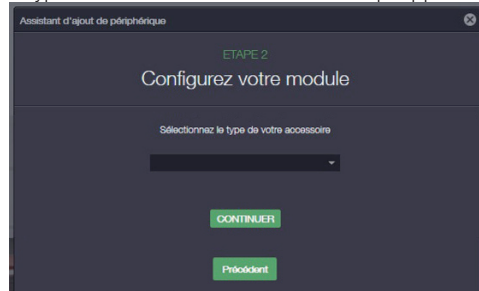 Assistant d'ajout de périphérique
ETAPE 2
Configurez votre module
Sélectionnez le type de votre accessoire
CONTINUER
Précédent